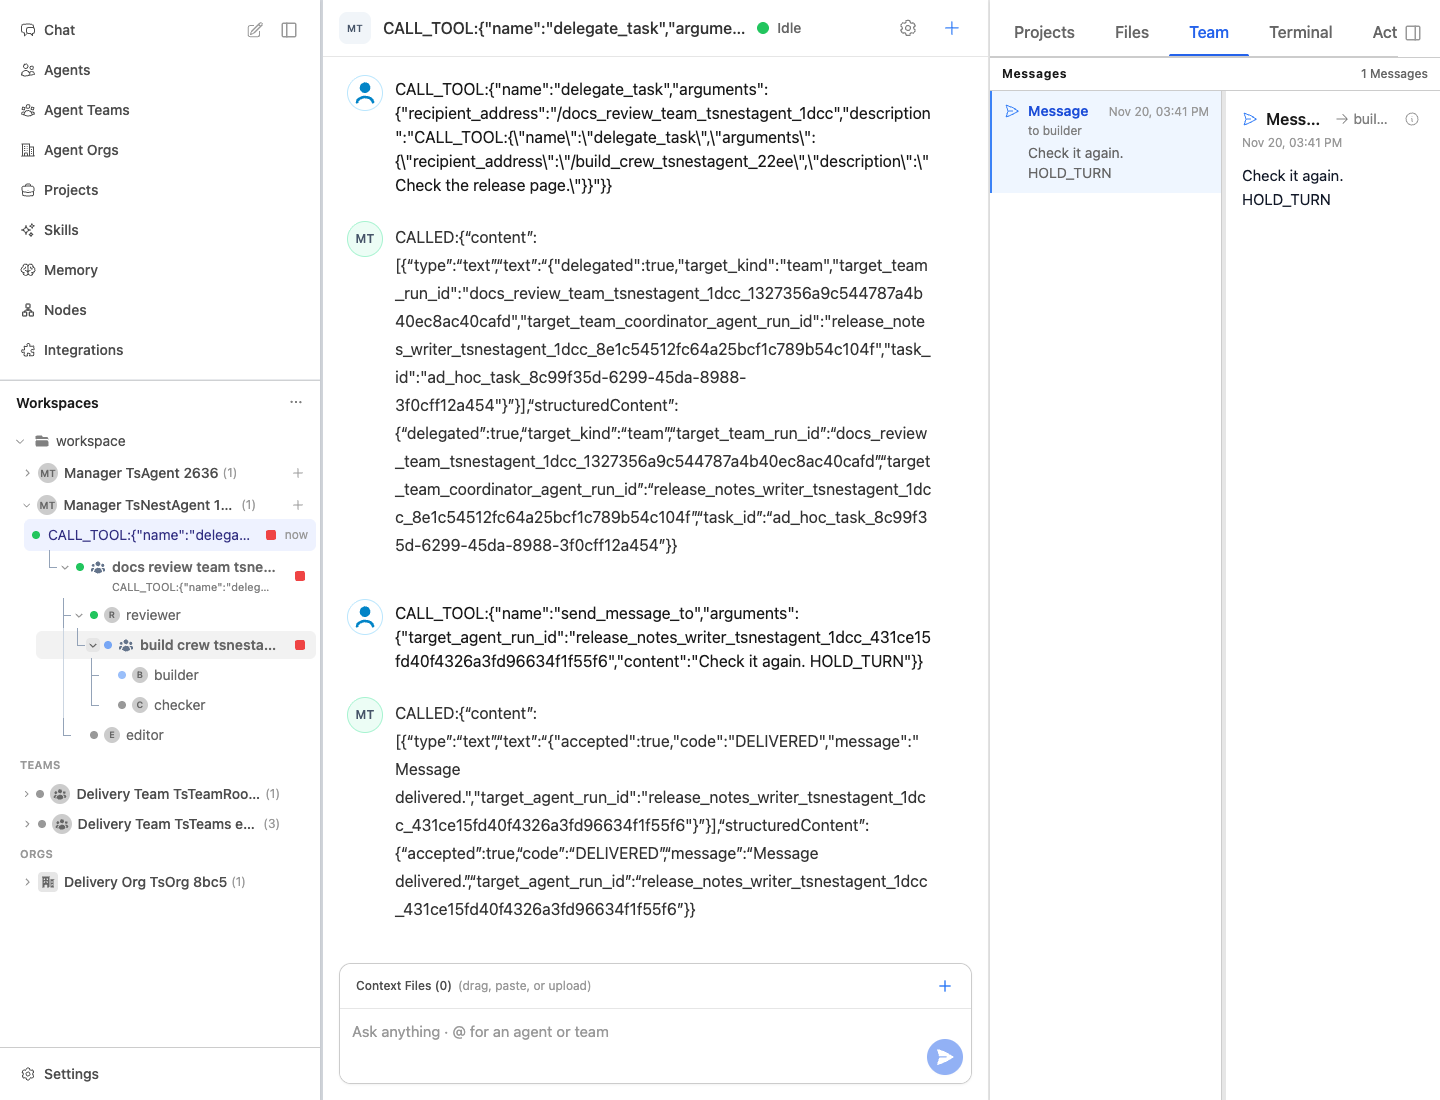 Chat
Agents
Agent Teams
Agent Orgs
Projects
Skills
Memory
Nodes
Integrations
Workspaces
workspace
MT Manager TsAgent 2636 (1)
MT Manager TsNestAgent 1... (1)
CALL_TOOL:{"name":"delega... now
docs review team tsne...
CALL_TOOL:{"name":"deleg...
R reviewer
build crew tsnesta...
B builder
C checker
E editor
TEAMS
Delivery Team TsTeamRoo... (1)
Delivery Team TsTeams e... (3)
ORGS
Delivery Org TsOrg 8bc5 (1)
Settings
MT CALL_TOOL:{"name":"delegate_task","argume... Idle
CALL_TOOL:{"name":"delegate_task","arguments":
{"recipient_address":"/docs_review_team_tsnestagent_1dcc","description
":"CALL_TOOL:{\"name\":\"delegate_task\",\"arguments\":
{\"recipient_address\":\"/build_crew_tsnestagent_22ee\",\"description\":\"
Check the release page.\"}}"}}
MT CALLED:{“content”:
[{“type”:“text”,“text”:“{"delegated":true,"target_kind":"team","target_team
_run_id":"docs_review_team_tsnestagent_1dcc_1327356a9c544787a4b
40ec8ac40cafd","target_team_coordinator_agent_run_id":"release_note
s_writer_tsnestagent_1dcc_8e1c54512fc64a25bcf1c789b54c104f","task_
id":"ad_hoc_task_8c99f35d-6299-45da-8988-
3f0cff12a454"}”}],“structuredContent”:
{“delegated”:true,“target_kind”:“team”,“target_team_run_id”:“docs_review
_team_tsnestagent_1dcc_1327356a9c544787a4b40ec8ac40cafd”,“target
_team_coordinator_agent_run_id”:“release_notes_writer_tsnestagent_1dc
c_8e1c54512fc64a25bcf1c789b54c104f”,“task_id”:“ad_hoc_task_8c99f3
5d-6299-45da-8988-3f0cff12a454”}}
CALL_TOOL:{"name":"send_message_to","arguments":
{"target_agent_run_id":"release_notes_writer_tsnestagent_1dcc_431ce15
fd40f4326a3fd96634f1f55f6","content":"Check it again. HOLD_TURN"}}
MT CALLED:{“content”:
[{“type”:“text”,“text”:“{"accepted":true,"code":"DELIVERED","message":"
Message
delivered.","target_agent_run_id":"release_notes_writer_tsnestagent_1dc
c_431ce15fd40f4326a3fd96634f1f55f6"}”}],“structuredContent”:
{“accepted”:true,“code”:“DELIVERED”,“message”:“Message
delivered.”,“target_agent_run_id”:“release_notes_writer_tsnestagent_1dcc
_431ce15fd40f4326a3fd96634f1f55f6”}}
Context Files (0) (drag, paste, or upload)
Ask anything · @ for an agent or team
Projects Files Team Terminal Act
Messages 1 Messages
Message Nov 20, 03:41 PM
to builder
Check it again.
HOLD_TURN
Mess... → buil...
Nov 20, 03:41 PM
Check it again.
HOLD_TURN